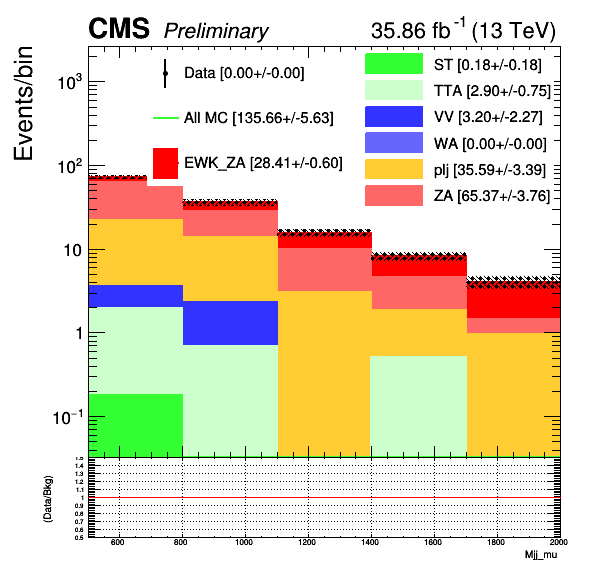 CMS Preliminary 35.86 fb⁻¹ (13 TeV)
Events/bin
Data [0.00+/-0.00]
All MC [135.66+/-5.63]
EWK_ZA [28.41+/-0.60]
ST [0.18+/-0.18]
TTA [2.90+/-0.75]
VV [3.20+/-2.27]
WA [0.00+/-0.00]
plj [35.59+/-3.39]
ZA [65.37+/-3.76]
10³
10²
10
1
10⁻¹
(Data/Bkg)
1.5
1.4
1.3
1.2
1.1
1
0.9
0.8
0.7
0.6
0.5
600 800 1000 1200 1400 1600 1800 2000
Mjj_mu